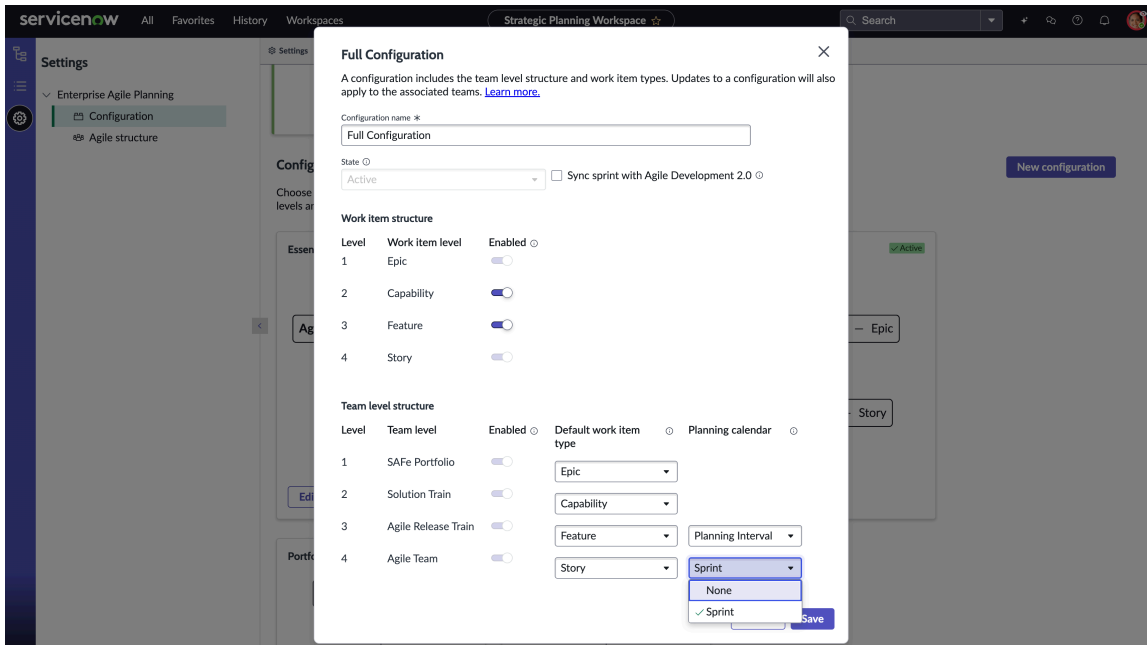 servicenow All Favorites History Workspaces Strategic Planning Workspace Search
Settings
Enterprise Agile Planning
Configuration
Agile structure
Settings
Config
Choose
levels ar
New configuration
Essen
Active
Ag
Epic
Story
Edi
Portfo
Full Configuration
A configuration includes the team level structure and work item types. Updates to a configuration will also
apply to the associated teams. Learn more.
Configuration name *
Full Configuration
State
Active
Sync sprint with Agile Development 2.0
Work item structure
Level Work item level Enabled
1 Epic
2 Capability
3 Feature
4 Story
Team level structure
Level Team level Enabled Default work item Planning calendar
type
1 SAFe Portfolio Epic
2 Solution Train Capability
3 Agile Release Train Feature Planning Interval
4 Agile Team Story Sprint
None
Sprint
Save